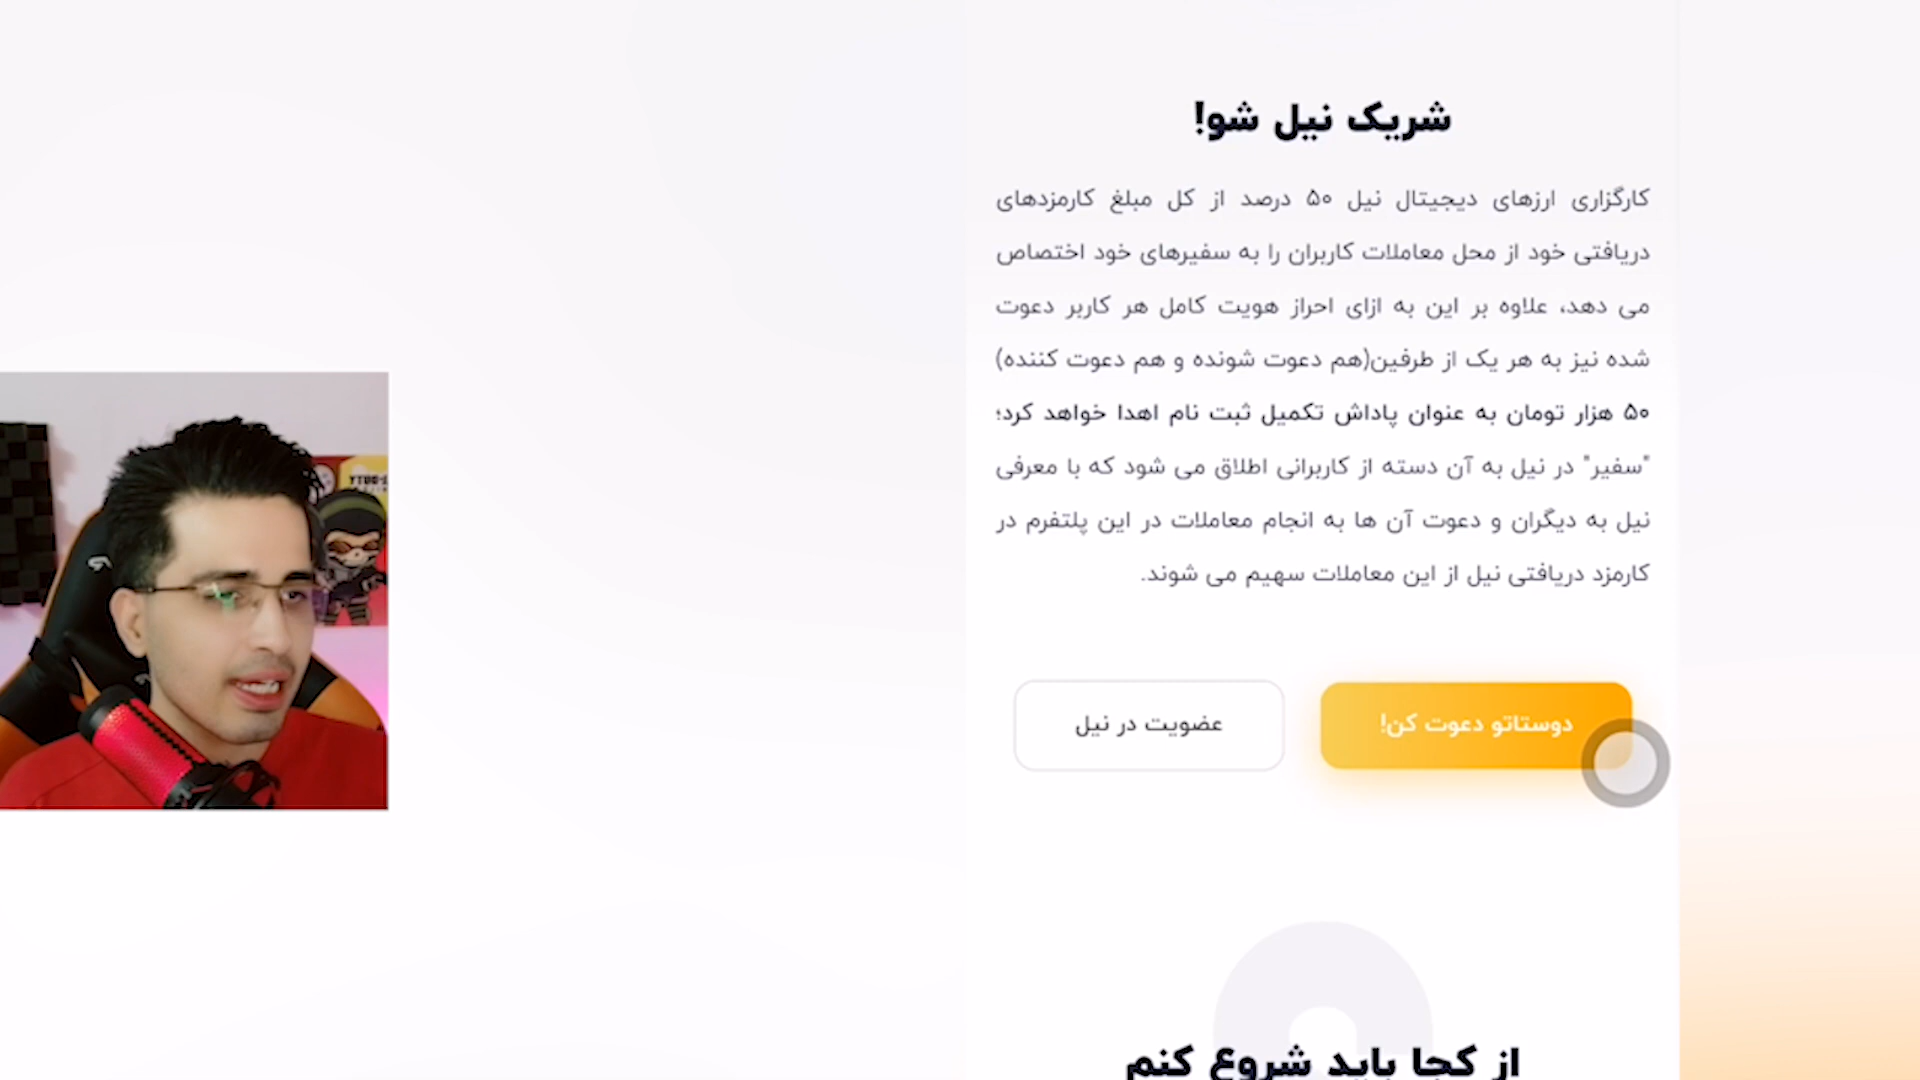 شریک نیل شو!
کارگزاری ارزهای دیجیتال نیل ۵۰ درصد از کل مبلغ کارمزدهای
دریافتی خود از محل معاملات کاربران را به سفیرهای خود اختصاص
می دهد، علاوه بر این به ازای احراز هویت کامل هر کاربر دعوت
شده نیز به هر یک از طرفین(هم دعوت شونده و هم دعوت کننده)
۵۰ هزار تومان به عنوان پاداش تکمیل ثبت نام اهدا خواهد کرد؛
"سفیر" در نیل به آن دسته از کاربرانی اطلاق می شود که با معرفی
نیل به دیگران و دعوت آن ها به انجام معاملات در این پلتفرم در
کارمزد دریافتی نیل از این معاملات سهیم می شوند.
دوستاتو دعوت کن!
عضویت در نیل
از کجا باید شروع کنم